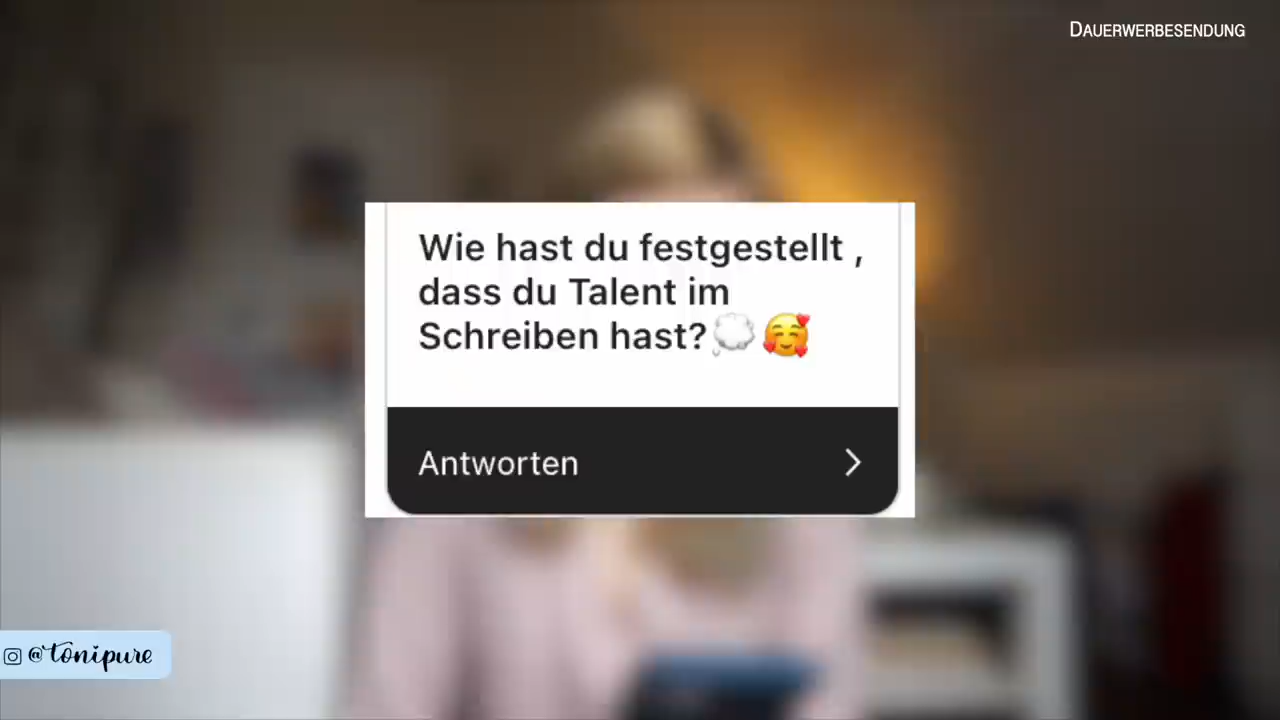 DAUERWERBESENDUNG
Wie hast du festgestellt ,
dass du Talent im
Schreiben hast?💭🥰
Antworten
@tonipure